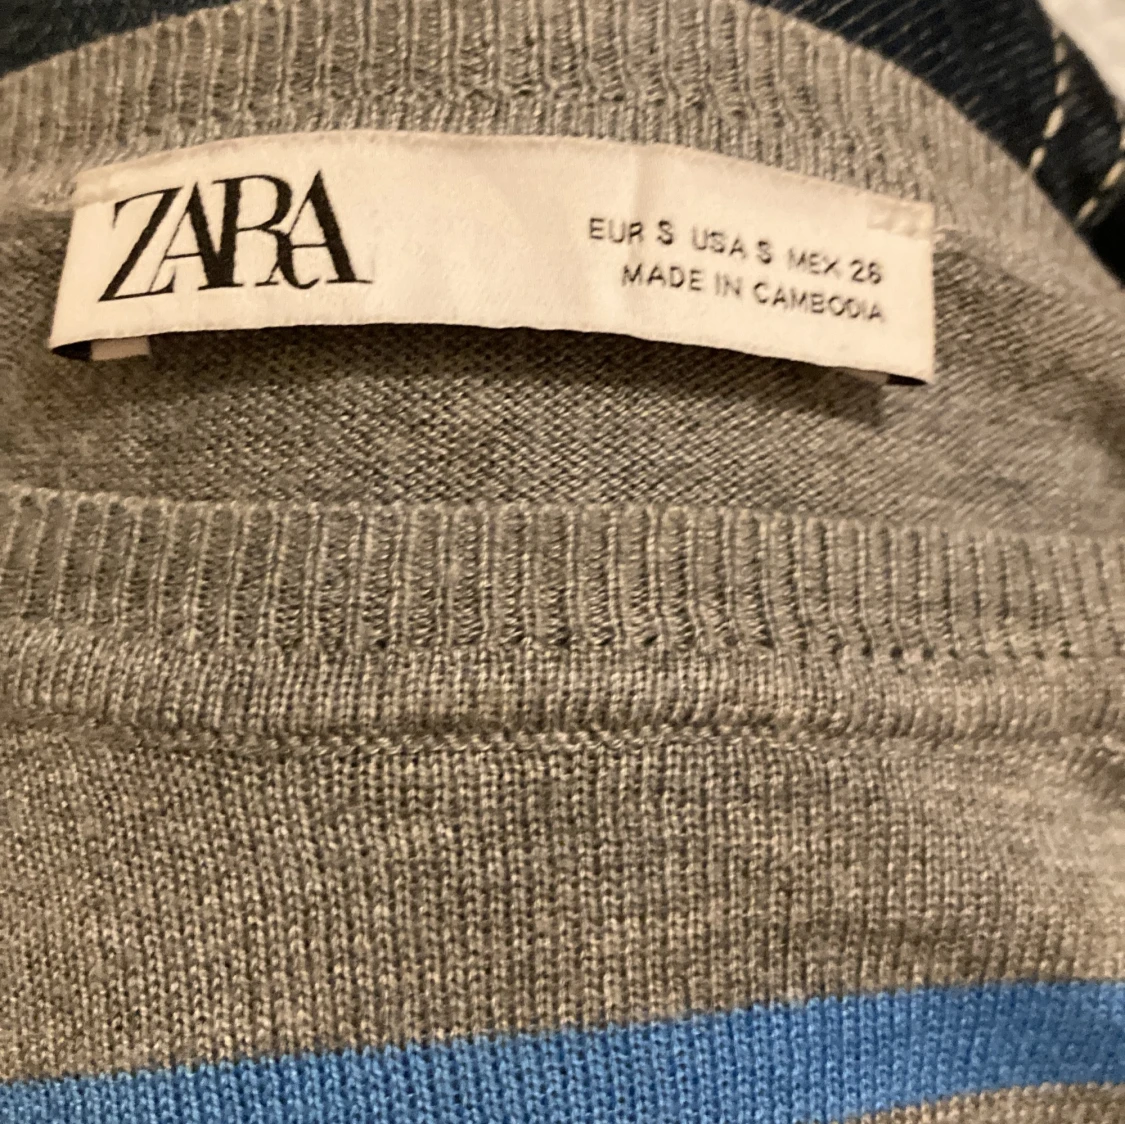 ZARA
EUR S USA S MEX 26
MADE IN CAMBODIA